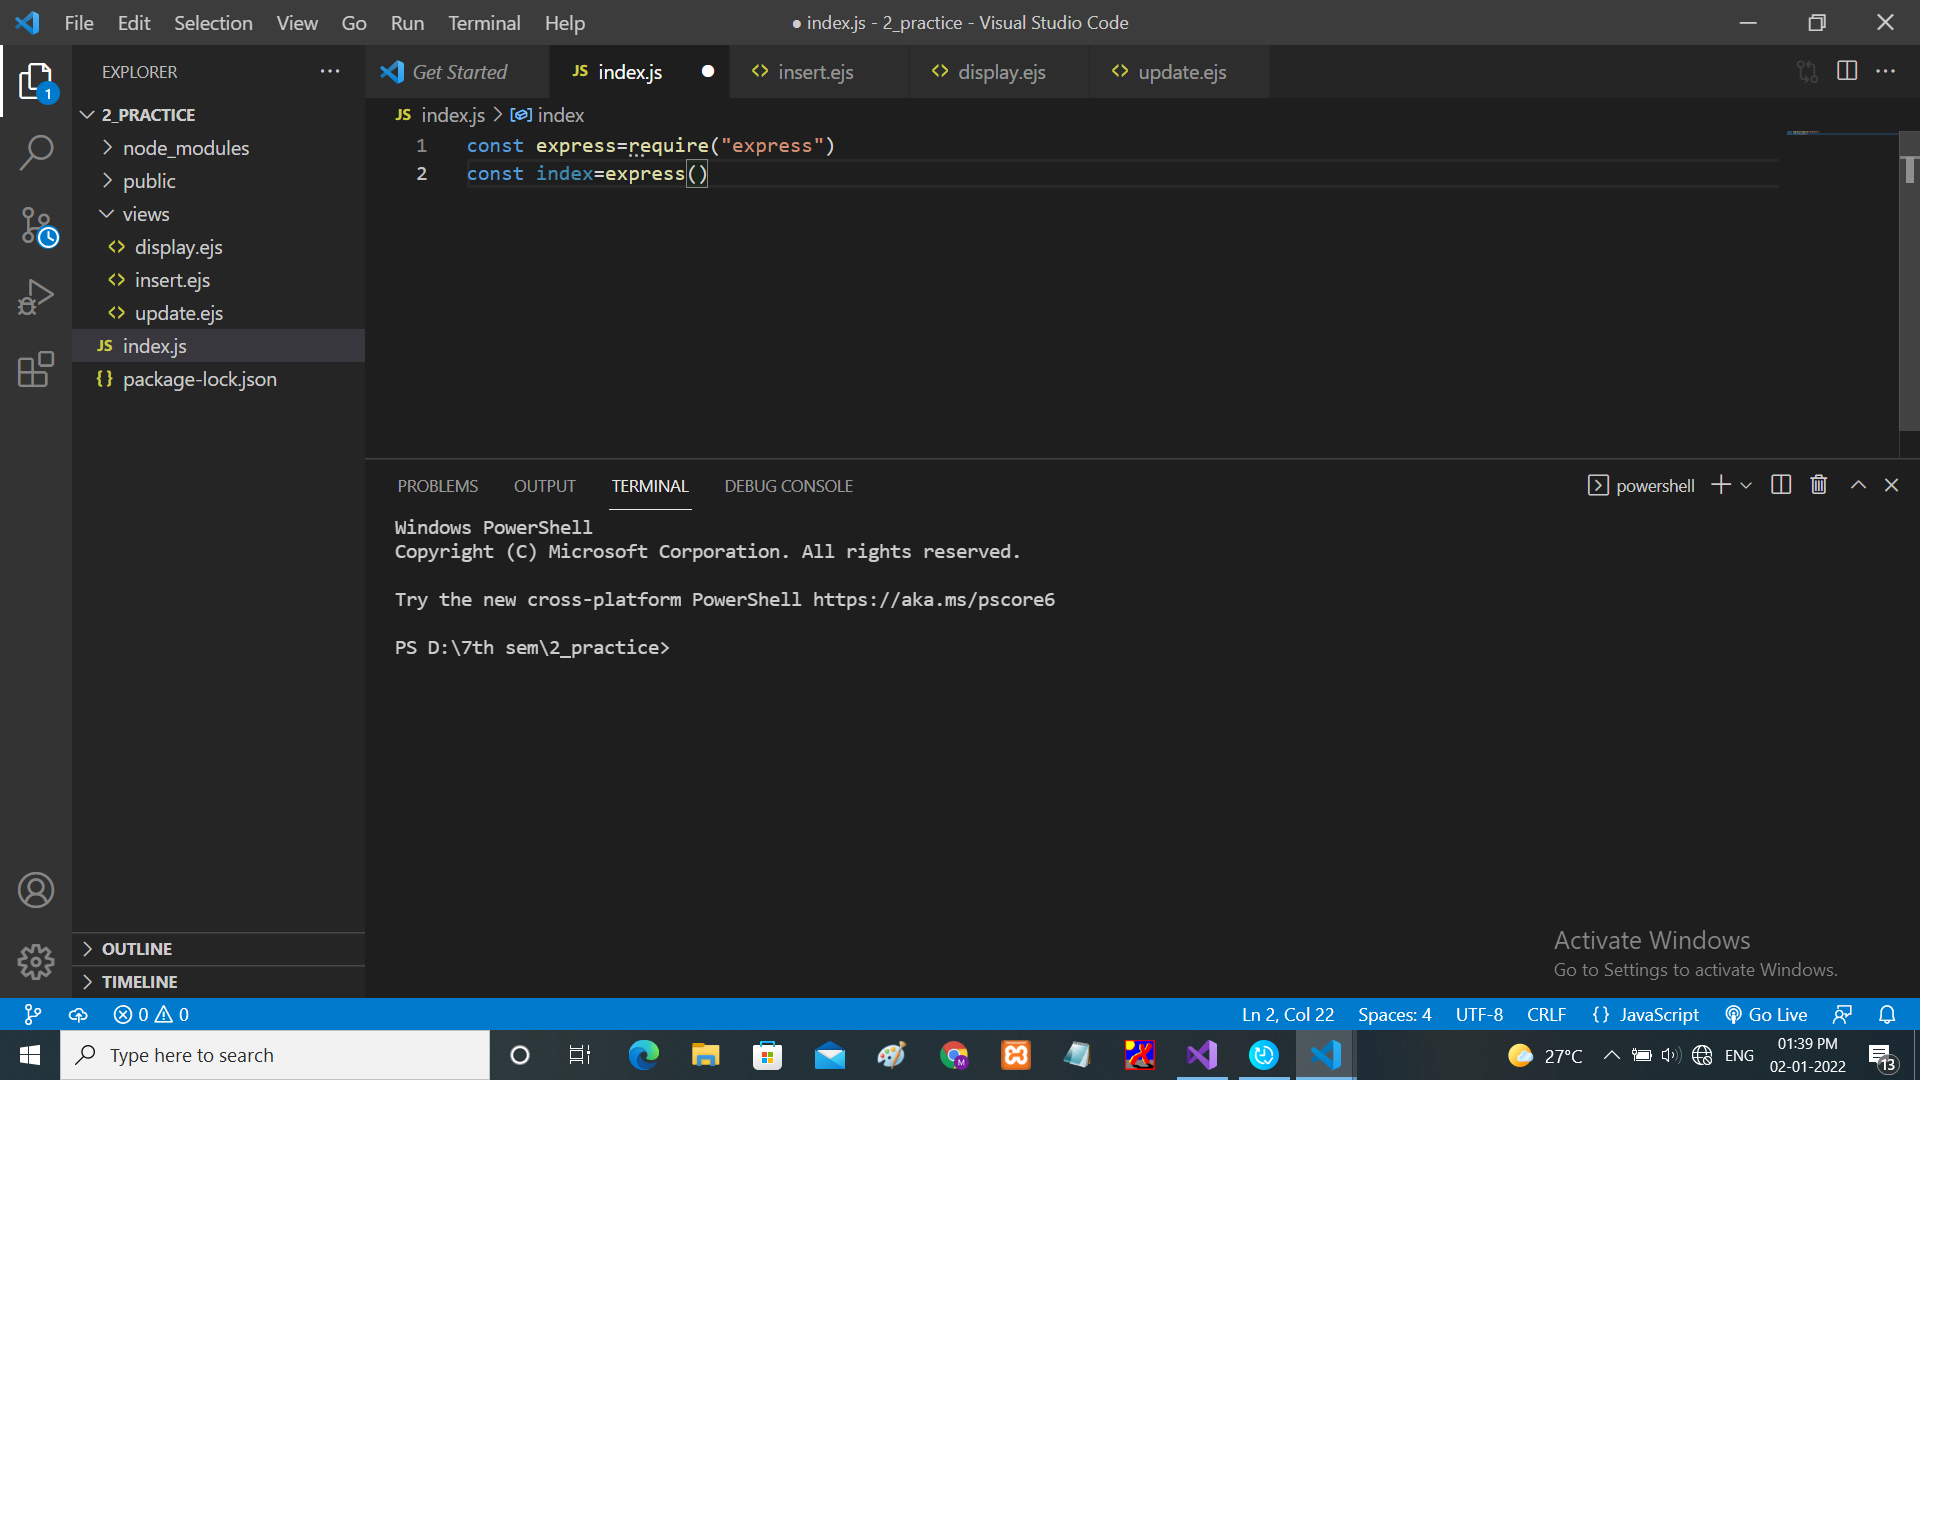 File Edit Selection View Go Run Terminal Help
● index.js - 2_practice - Visual Studio Code
EXPLORER
1
2_PRACTICE
node_modules
public
views
display.ejs
insert.ejs
update.ejs
JS index.js
{} package-lock.json
OUTLINE
TIMELINE
Get Started
JS index.js
insert.ejs
display.ejs
update.ejs
JS index.js > index
1 const express=require("express")
2 const index=express()
PROBLEMS OUTPUT TERMINAL DEBUG CONSOLE
powershell
Windows PowerShell
Copyright (C) Microsoft Corporation. All rights reserved.
Try the new cross-platform PowerShell https://aka.ms/pscore6
PS D:\7th sem\2_practice>
Activate Windows
Go to Settings to activate Windows.
0 0
Ln 2, Col 22 Spaces: 4 UTF-8 CRLF {} JavaScript Go Live
Type here to search
M
27°C
ENG
01:39 PM
02-01-2022
13